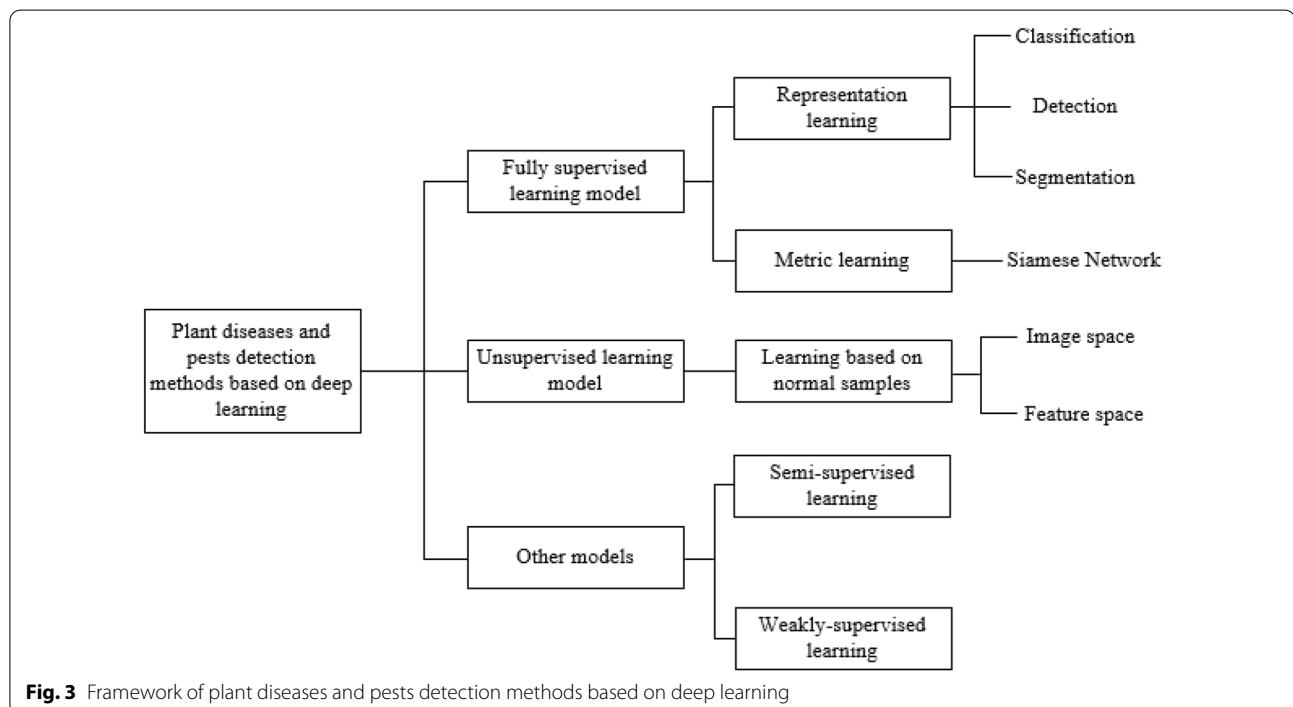 Plant diseases and
pests detection
methods based on deep
learning
Fully supervised
learning model
Representation
learning
Classification
Detection
Segmentation
Metric learning
Siamese Network
Unsupervised learning
model
Learning based on
normal samples
Image space
Feature space
Other models
Semi-supervised
learning
Weakly-supervised
learning
Fig. 3 Framework of plant diseases and pests detection methods based on deep learning